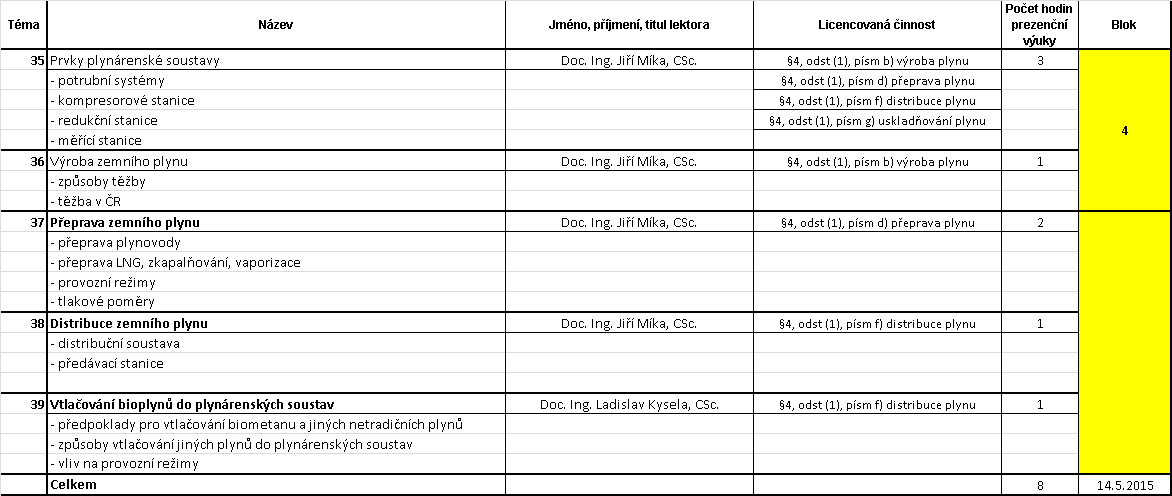 Téma Název Jméno, příjmení, titul lektora Licencovaná činnost Počet hodin prezenční výuky Blok
35 Prvky plynárenské soustavy Doc. Ing. Jiří Míka, CSc. §4, odst (1), písm b) výroba plynu 3
- potrubní systémy §4, odst (1), písm d) přeprava plynu
- kompresorové stanice §4, odst (1), písm f) distribuce plynu
- redukční stanice §4, odst (1), písm g) uskladňování plynu
4
- měřící stanice
36 Výroba zemního plynu Doc. Ing. Jiří Míka, CSc. §4, odst (1), písm b) výroba plynu 1
- způsoby těžby
- těžba v ČR
37 Přeprava zemního plynu Doc. Ing. Jiří Míka, CSc. §4, odst (1), písm d) přeprava plynu 2
- přeprava plynovody
- přeprava LNG, zkapalňování, vaporizace
- provozní režimy
- tlakové poměry
38 Distribuce zemního plynu Doc. Ing. Jiří Míka, CSc. §4, odst (1), písm f) distribuce plynu 1
- distribuční soustava
- předávací stanice
39 Vtlačování bioplynů do plynárenských soustav Doc. Ing. Ladislav Kysela, CSc. §4, odst (1), písm f) distribuce plynu 1
- předpoklady pro vtlačování biometanu a jiných netradičních plynů
- způsoby vtlačování jiných plynů do plynárenských soustav
- vliv na provozní režimy
Celkem 8 14.5.2015